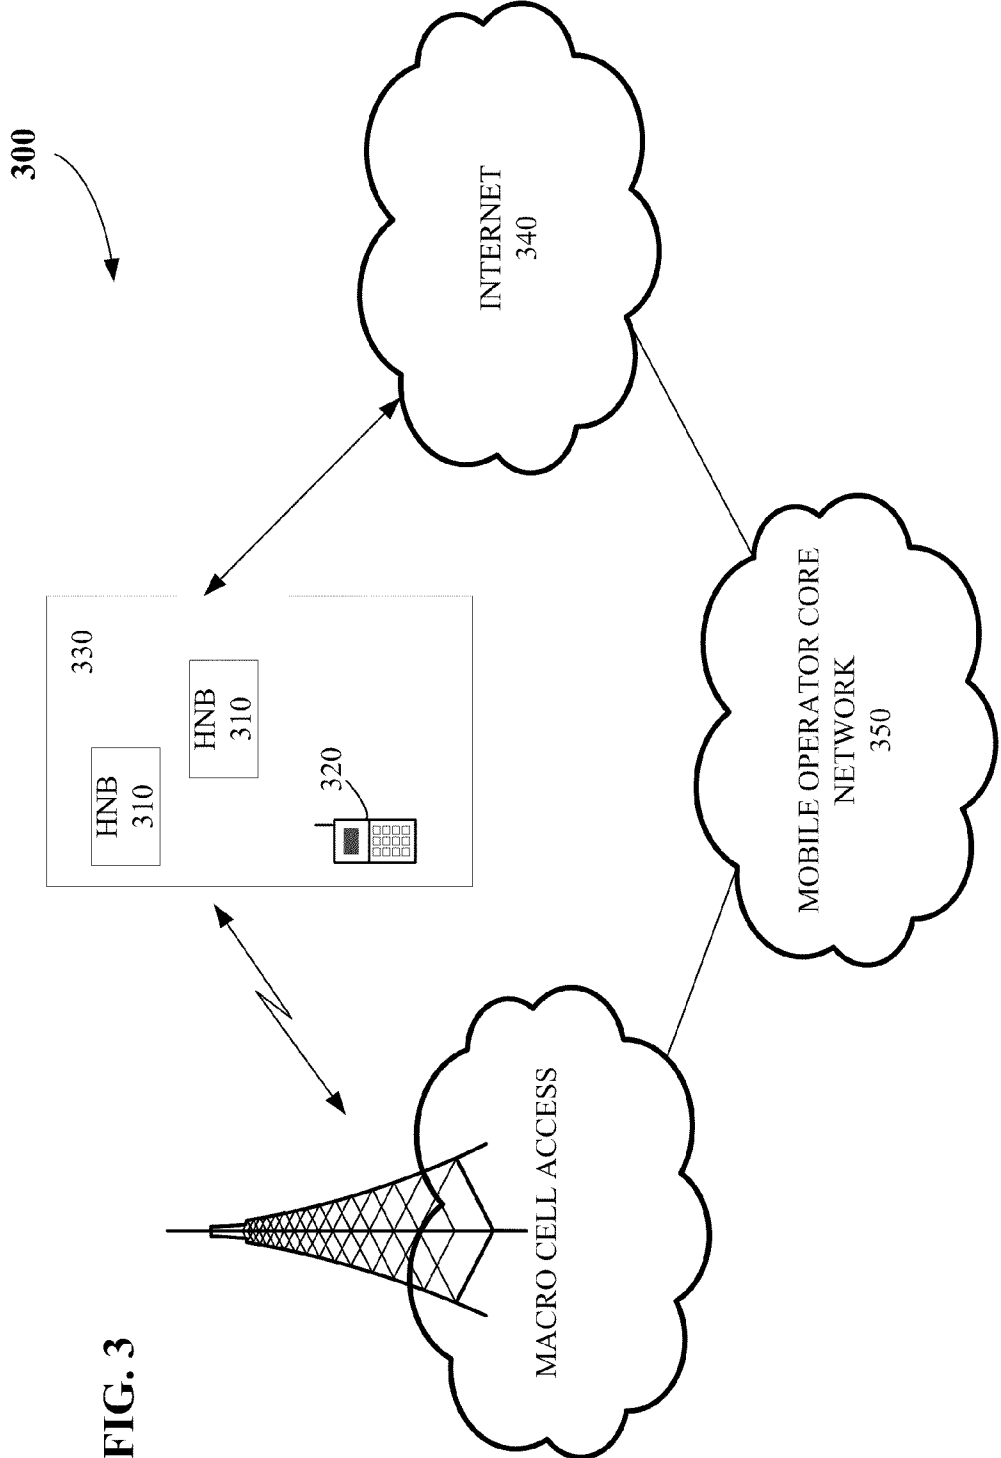 300
330
HNB
310
HNB
310
320
INTERNET
340
MOBILE OPERATOR CORE
NETWORK
350
MACRO CELL ACCESS
FIG. 3